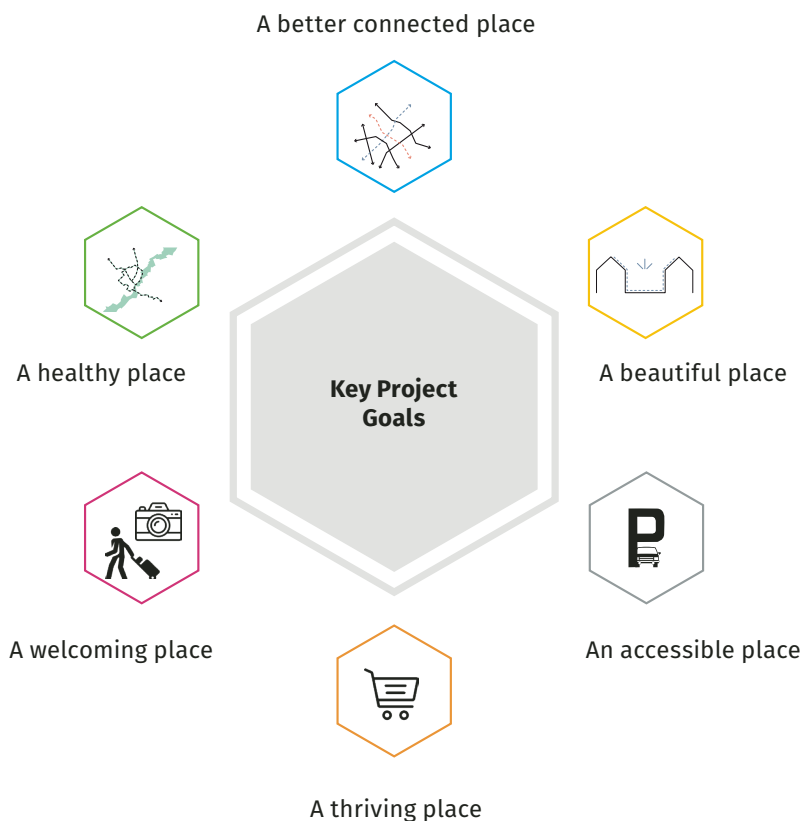 A better connected place
A healthy place
A beautiful place
Key Project
Goals
A welcoming place
P
An accessible place
A thriving place